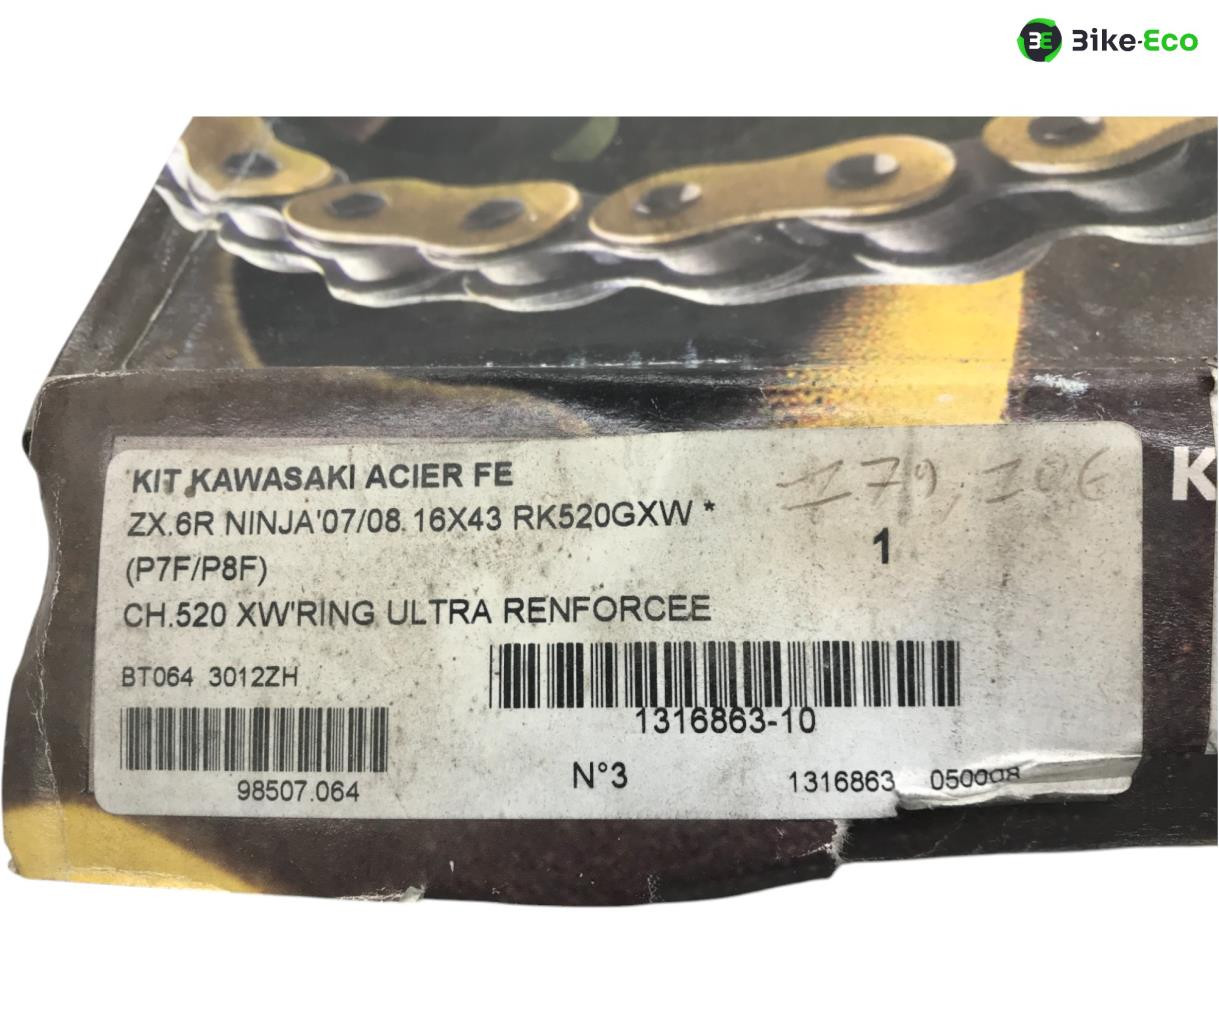 Bike-Eco
KIT KAWASAKI ACIER FE
ZX.6R NINJA'07/08.16X43 RK520GXW *
(P7F/P8F)
1
CH.520 XW'RING ULTRA RENFORCEE
BT064 3012ZH
1316863-10
98507.064
N°3
1316863
K